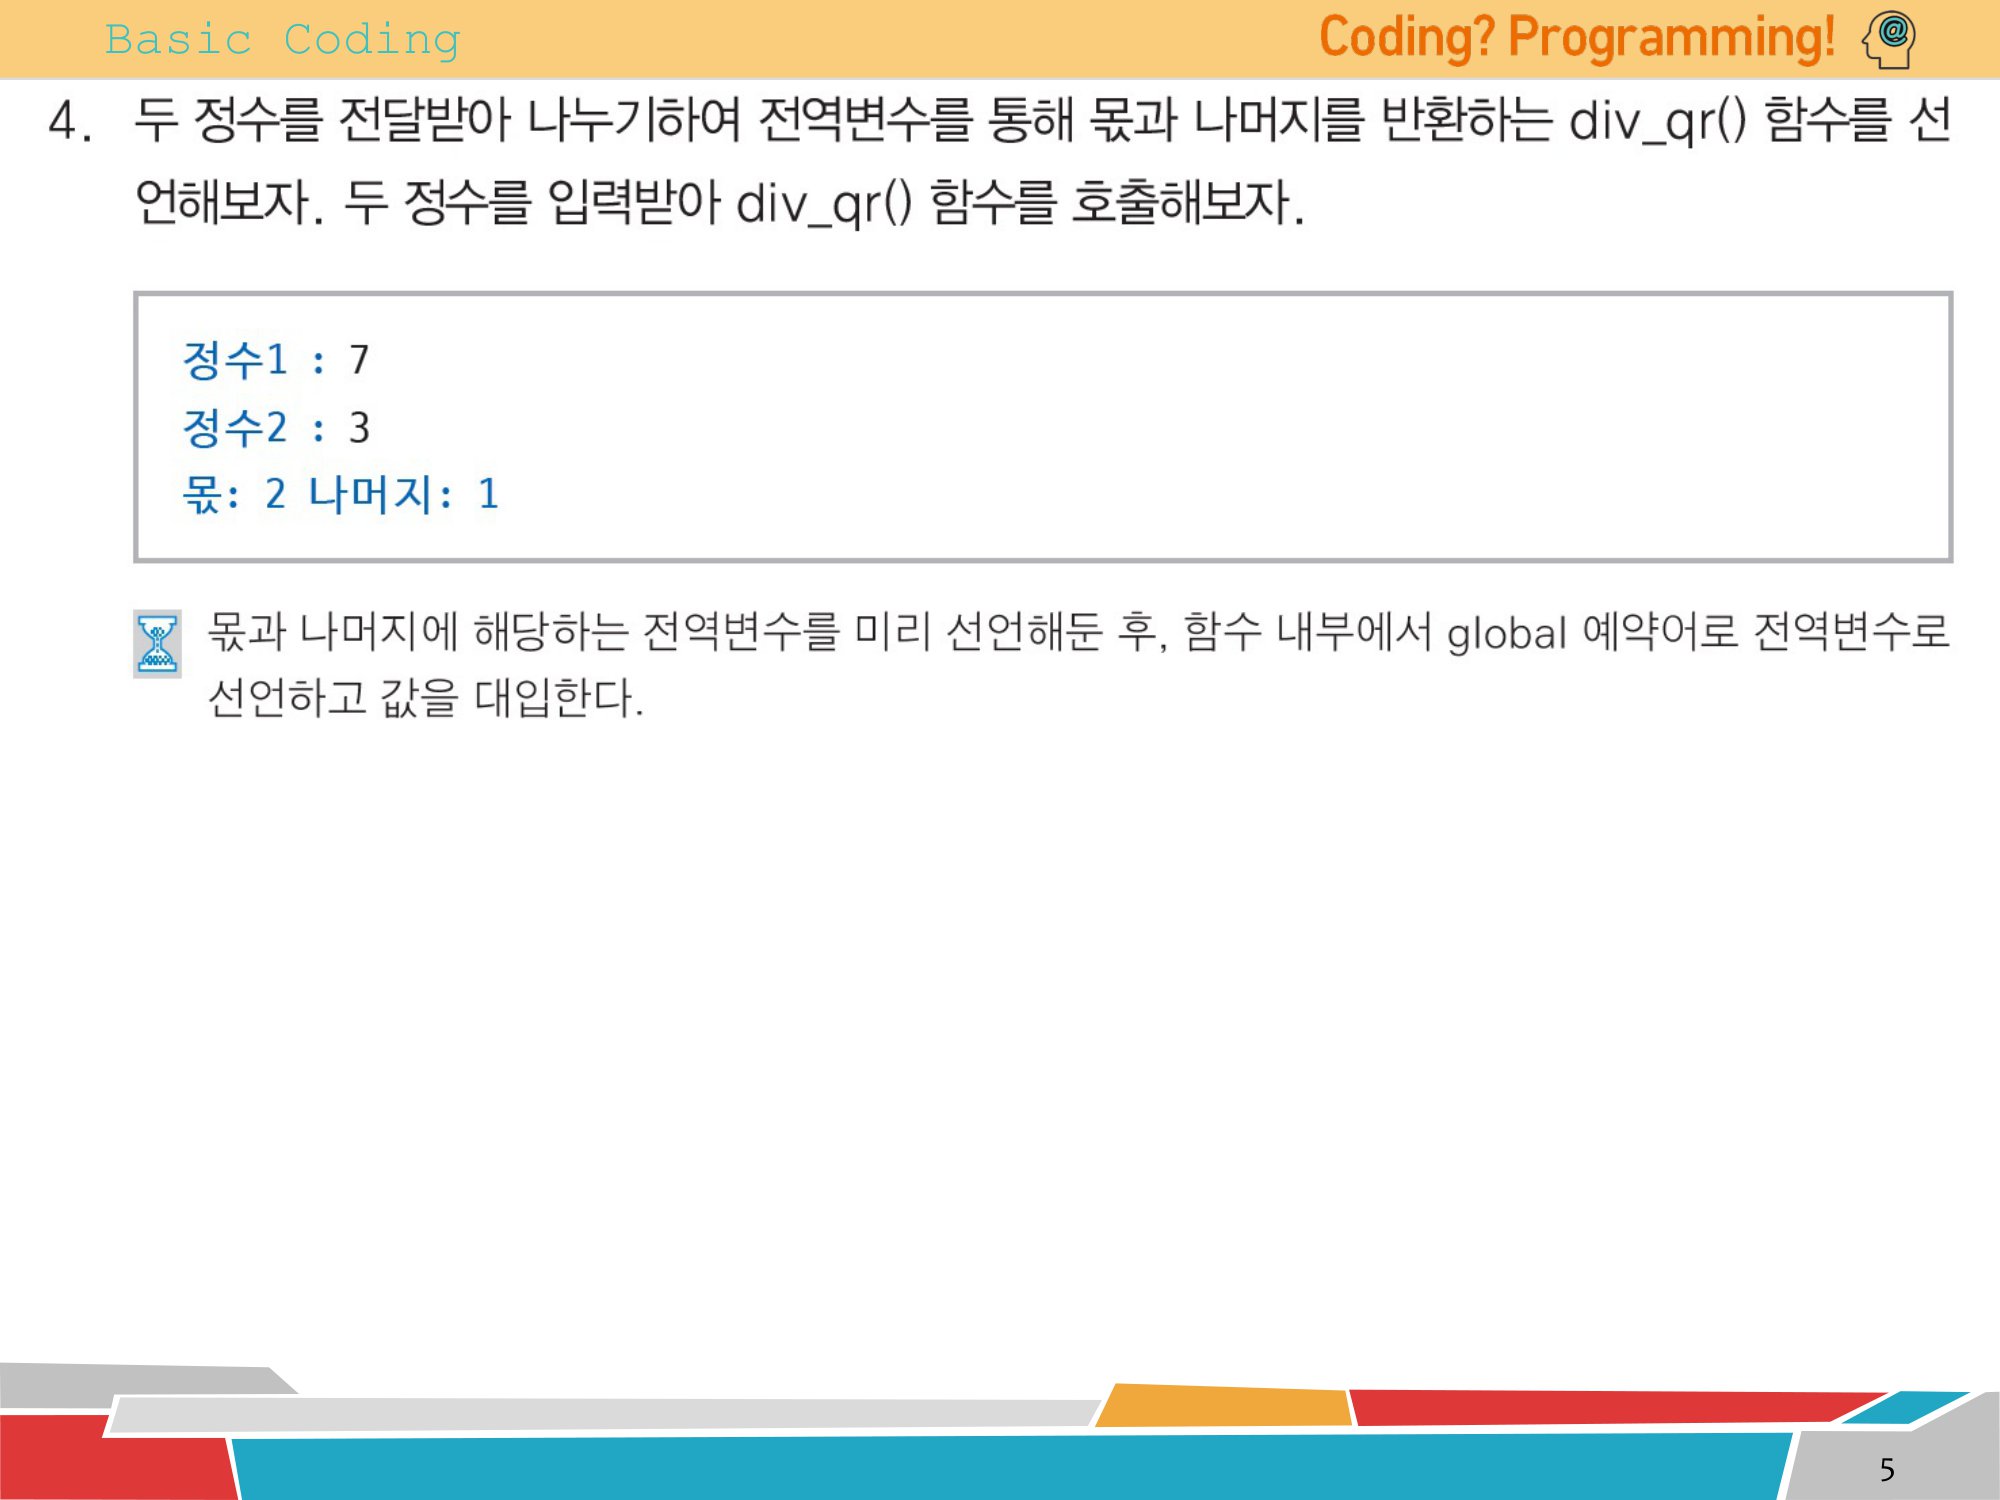 Basic Coding
Coding? Programming!
4. 두 정수를 전달받아 나누기하여 전역변수를 통해 몫과 나머지를 반환하는 div_qr() 함수를 선
언해보자. 두 정수를 입력받아 div_qr() 함수를 호출해보자.
정수1 : 7
정수2 : 3
몫: 2 나머지: 1
몫과 나머지에 해당하는 전역변수를 미리 선언해둔 후, 함수 내부에서 global 예약어로 전역변수로
선언하고 값을 대입한다.
5